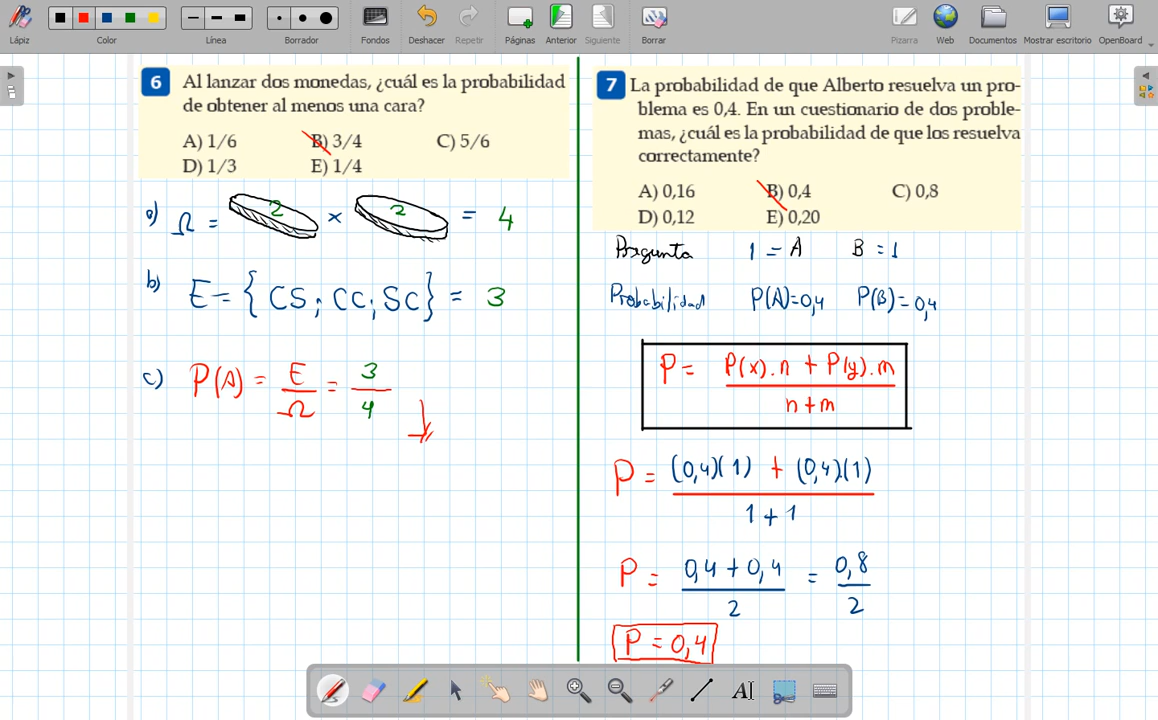 Lápiz
Color
Línea
Borrador
Fondos
Deshacer
Repetir
Páginas
Anterior
Siguiente
Borrar
Pizarra
Web
Documentos
Mostrar escritorio
OpenBoard
6 Al lanzar dos monedas, ¿cuál es la probabilidad
de obtener al menos una cara?
A) 1/6 B) 3/4 C) 5/6
D) 1/3 E) 1/4
a) Ω = 2 × 2 = 4
b) E = { CS; CC; SC } = 3
c) P(A) = E/Ω = 3/4
7 La probabilidad de que Alberto resuelva un pro-
blema es 0,4. En un cuestionario de dos proble-
mas, ¿cuál es la probabilidad de que los resuelva
correctamente?
A) 0,16 B) 0,4 C) 0,8
D) 0,12 E) 0,20
Pregunta 1 = A B = 1
Probabilidad P(A)=0,4 P(B)=0,4
P = P(x).n + P(y).m
n+m
P = (0,4)(1) + (0,4)(1)
1+1
P = 0,4 + 0,4 = 0,8
2 2
P = 0,4
AI